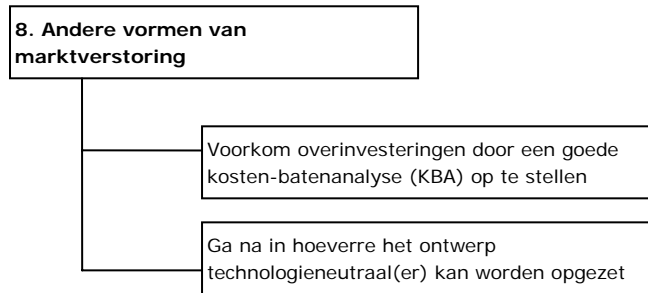 8. Andere vormen van
marktverstoring
Voorkom overinvesteringen door een goede
kosten-batenanalyse (KBA) op te stellen
Ga na in hoeverre het ontwerp
technologieneutraal(er) kan worden opgezet